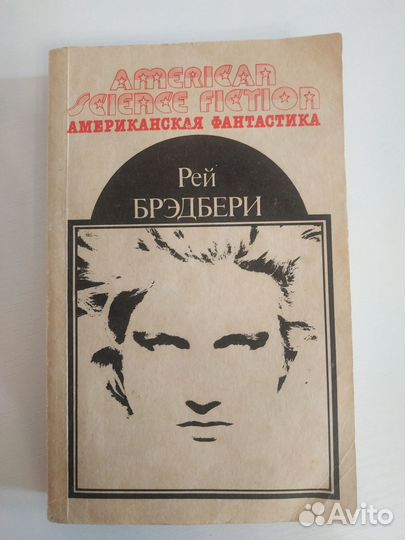 AMERICAN
SCIENCE FICTION
АМЕРИКАНСКАЯ ФАНТАСТИКА
Рей
БРЭДБЕРИ
Avito